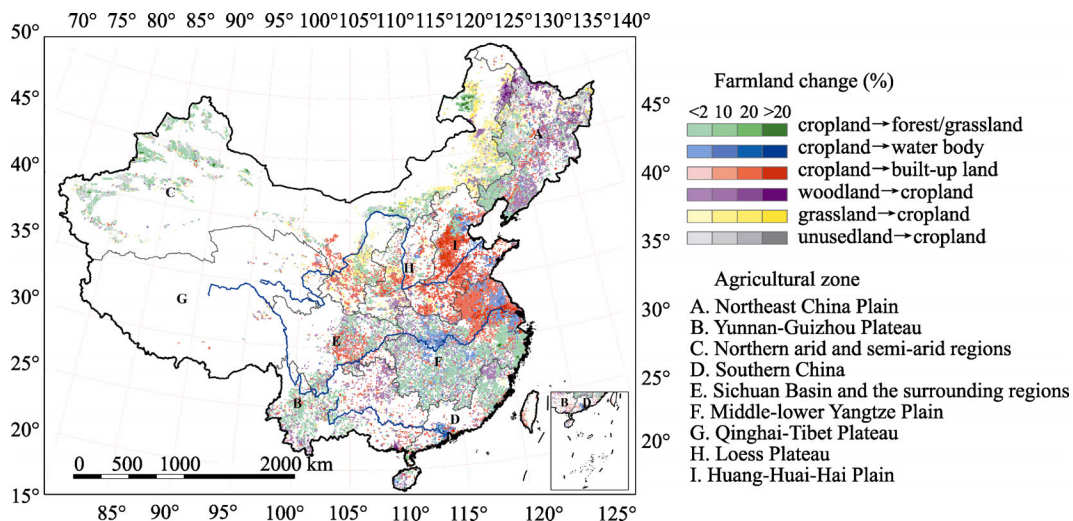 70° 80° 85° 90° 95° 100° 105° 110° 115° 120° 125° 130° 135° 140°
50°
45°
40°
35°
30°
25°
20°
15°
45°
40°
35°
30°
25°
20°
A
B
C
D
E
F
G
H
I
B D
0 500 1000 2000 km
85° 90° 95° 100° 105° 110° 115° 120° 125°
Farmland change (%)
<2 10 20 >20
cropland→forest/grassland
cropland→water body
cropland→built-up land
woodland→cropland
grassland→cropland
unusedland→cropland
Agricultural zone
A. Northeast China Plain
B. Yunnan-Guizhou Plateau
C. Northern arid and semi-arid regions
D. Southern China
E. Sichuan Basin and the surrounding regions
F. Middle-lower Yangtze Plain
G. Qinghai-Tibet Plateau
H. Loess Plateau
I. Huang-Huai-Hai Plain